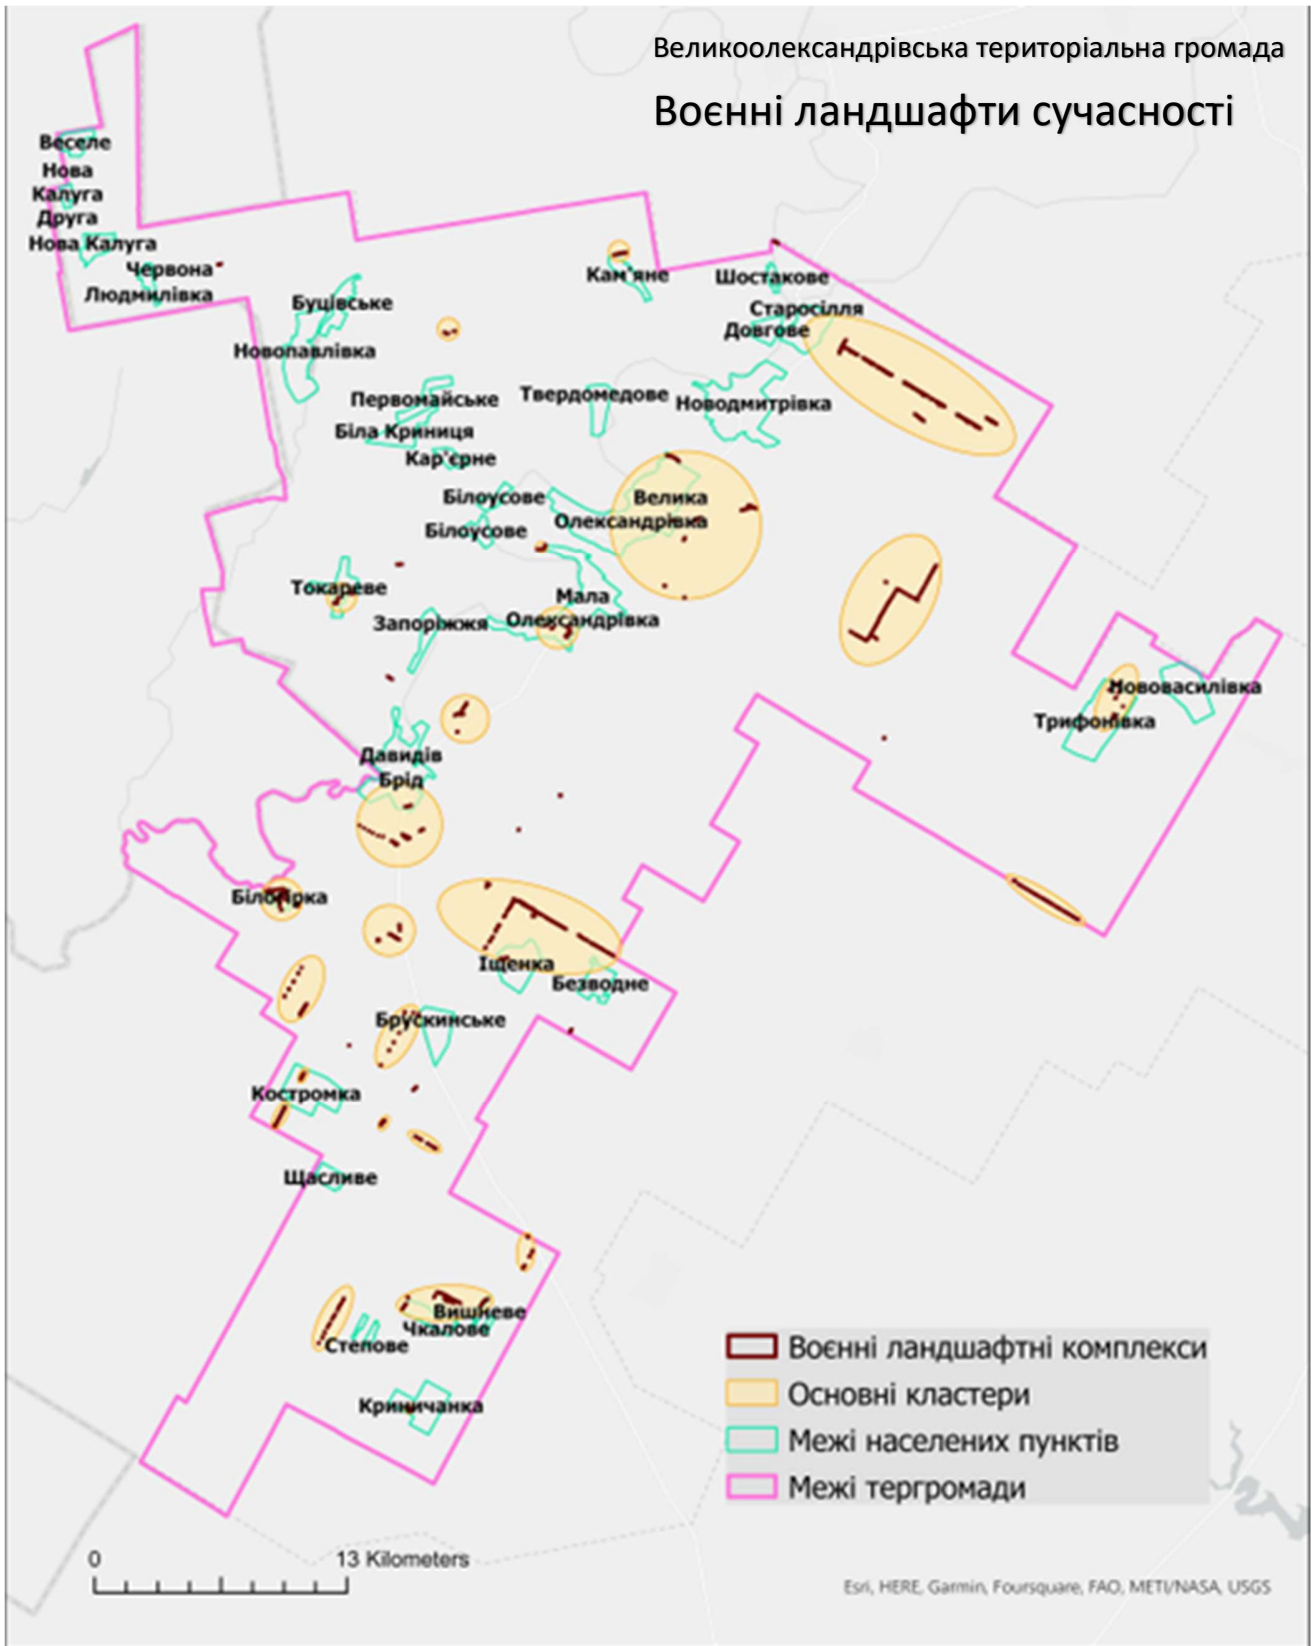 Великоолександрівська територіальна громада
Воєнні ландшафти сучасності
Веселе
Нова
Калуга
Друга
Нова Калуга
Червона
Людмилівка
Буцівське
Новопавлівка
Кам'яне
Шостакове
Старосілля
Довгове
Первомайське
Твердомедове
Новодмитрівка
Біла Криниця
Кар'єрне
Білоусове
Білоусове
Велика
Олександрівка
Токареве
Мала
Олександрівка
Запоріжжя
Нововасилівка
Трифонівка
Давидів
Брід
Білогірка
Іщенка
Безводне
Брускинське
Костромка
Щасливе
Вишневе
Чкалове
Степове
Криничанка
Воєнні ландшафтні комплекси
Основні кластери
Межі населених пунктів
Межі тергромади
0 13 Kilometers
Esri, HERE, Garmin, Foursquare, FAO, METI/NASA, USGS